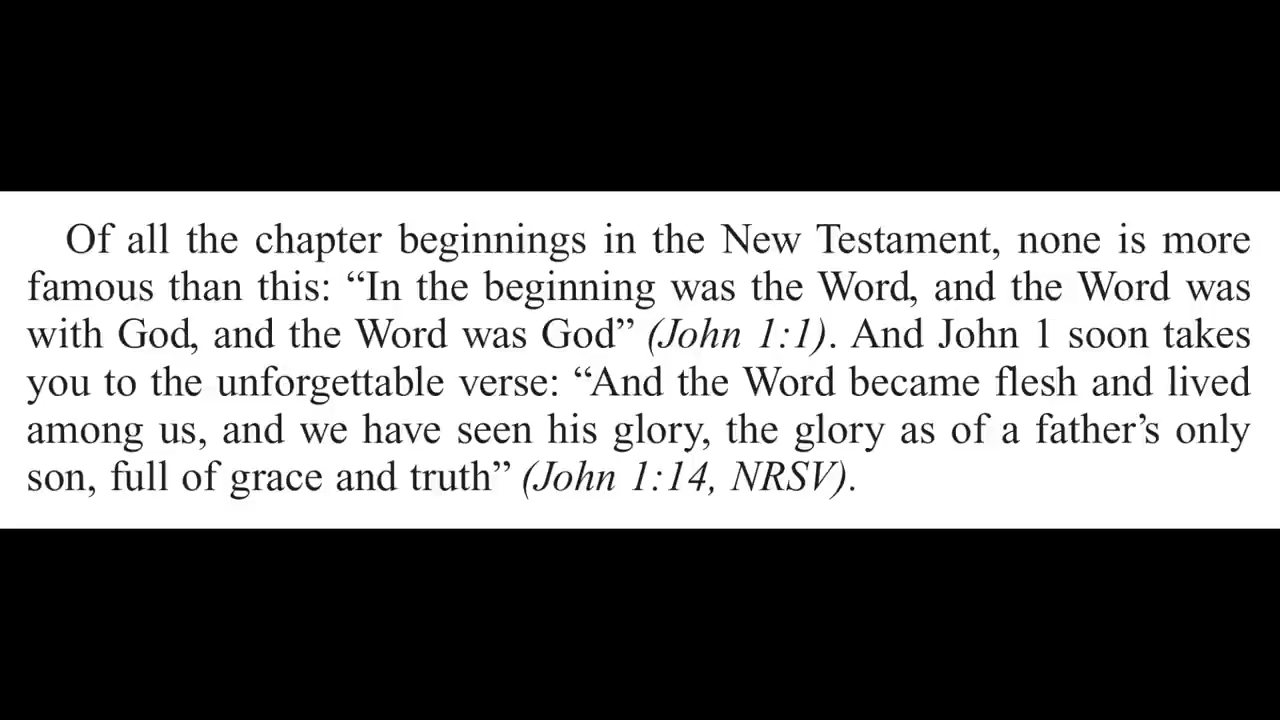 Of all the chapter beginnings in the New Testament, none is more
famous than this: “In the beginning was the Word, and the Word was
with God, and the Word was God” (John 1:1). And John 1 soon takes
you to the unforgettable verse: “And the Word became flesh and lived
among us, and we have seen his glory, the glory as of a father’s only
son, full of grace and truth” (John 1:14, NRSV).